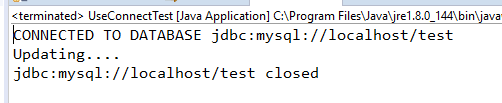 <terminated> UseConnectTest [Java Application] C:\Program Files\Java\jre1.8.0_144\bin\java
CONNECTED TO DATABASE jdbc:mysql://localhost/test
Updating....
jdbc:mysql://localhost/test closed